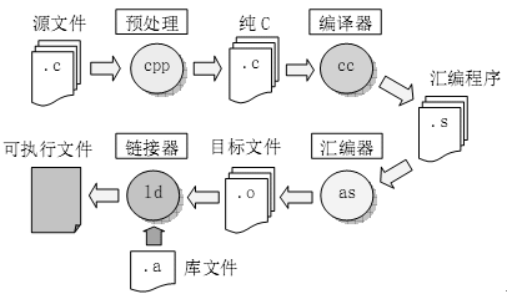 源文件 预处理 纯C 编译器
.c cpp .c cc
汇编程序
.s
可执行文件 链接器 目标文件 汇编器
ld .o as
.a 库文件